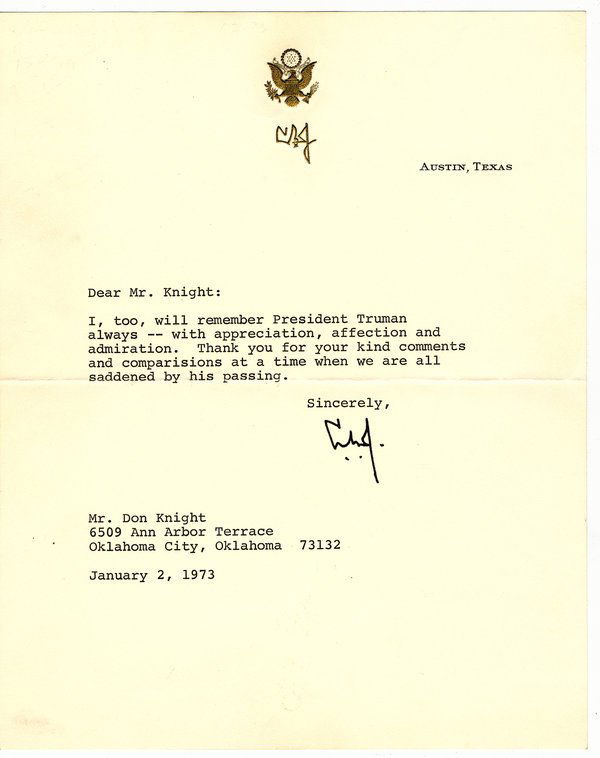 LBJ
AUSTIN, TEXAS
Dear Mr. Knight:
I, too, will remember President Truman
always -- with appreciation, affection and
admiration. Thank you for your kind comments
and comparisions at a time when we are all
saddened by his passing.
Sincerely,
LBJ
Mr. Don Knight
6509 Ann Arbor Terrace
Oklahoma City, Oklahoma 73132
January 2, 1973